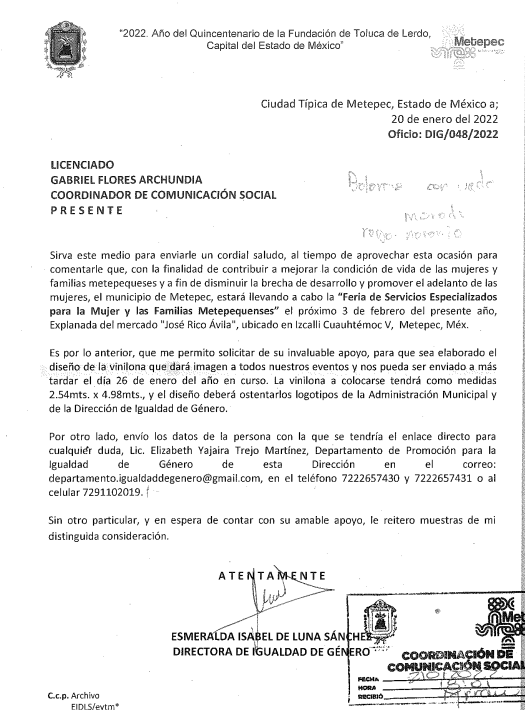 "2022. Año del Quincentenario de la Fundación de Toluca de Lerdo,
Capital del Estado de México"
Metepec
Ciudad Típica de Metepec, Estado de México a;
20 de enero del 2022
Oficio: DIG/048/2022
LICENCIADO
GABRIEL FLORES ARCHUNDIA
COORDINADOR DE COMUNICACIÓN SOCIAL
P R E S E N T E
Sirva este medio para enviarle un cordial saludo, al tiempo de aprovechar esta ocasión para
comentarle que, con la finalidad de contribuir a mejorar la condición de vida de las mujeres y
familias metepequeses y a fin de disminuir la brecha de desarrollo y promover el adelanto de las
mujeres, el municipio de Metepec, estará llevando a cabo la "Feria de Servicios Especializados
para la Mujer y las Familias Metepequenses" el próximo 3 de febrero del presente año,
Explanada del mercado "José Rico Ávila", ubicado en Izcalli Cuauhtémoc V, Metepec, Méx.
Es por lo anterior, que me permito solicitar de su invaluable apoyo, para que sea elaborado el
diseño de la vinilona que dará imagen a todos nuestros eventos y nos pueda ser enviado a más
tardar el día 26 de enero del año en curso. La vinilona a colocarse tendrá como medidas
2.54mts. x 4.98mts., y el diseño deberá ostentarlos logotipos de la Administración Municipal y
de la Dirección de Igualdad de Género.
Por otro lado, envío los datos de la persona con la que se tendría el enlace directo para
cualquier duda, Lic. Elizabeth Yajaira Trejo Martínez, Departamento de Promoción para la
Igualdad de Género de esta Dirección en el correo:
departamento.igualdaddegenero@gmail.com, en el teléfono 7222657430 y 7222657431 o al
celular 7291102019.
Sin otro particular, y en espera de contar con su amable apoyo, le reitero muestras de mi
distinguida consideración.
A T E N T A M E N T E
ESMERALDA ISABEL DE LUNA SÁNCHEZ
DIRECTORA DE IGUALDAD DE GÉNERO
COORDINACIÓN DE
COMUNICACIÓN SOCIAL
FECHA
HORA
RECIBIÓ
C.c.p. Archivo
EIDLS/evtm*